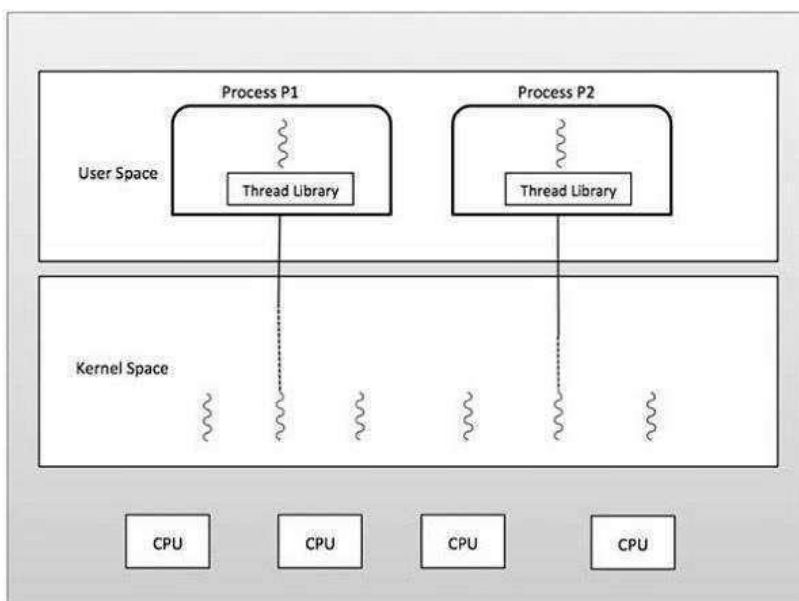 Process P1
Process P2
User Space
Thread Library
Thread Library
Kernel Space
CPU
CPU
CPU
CPU